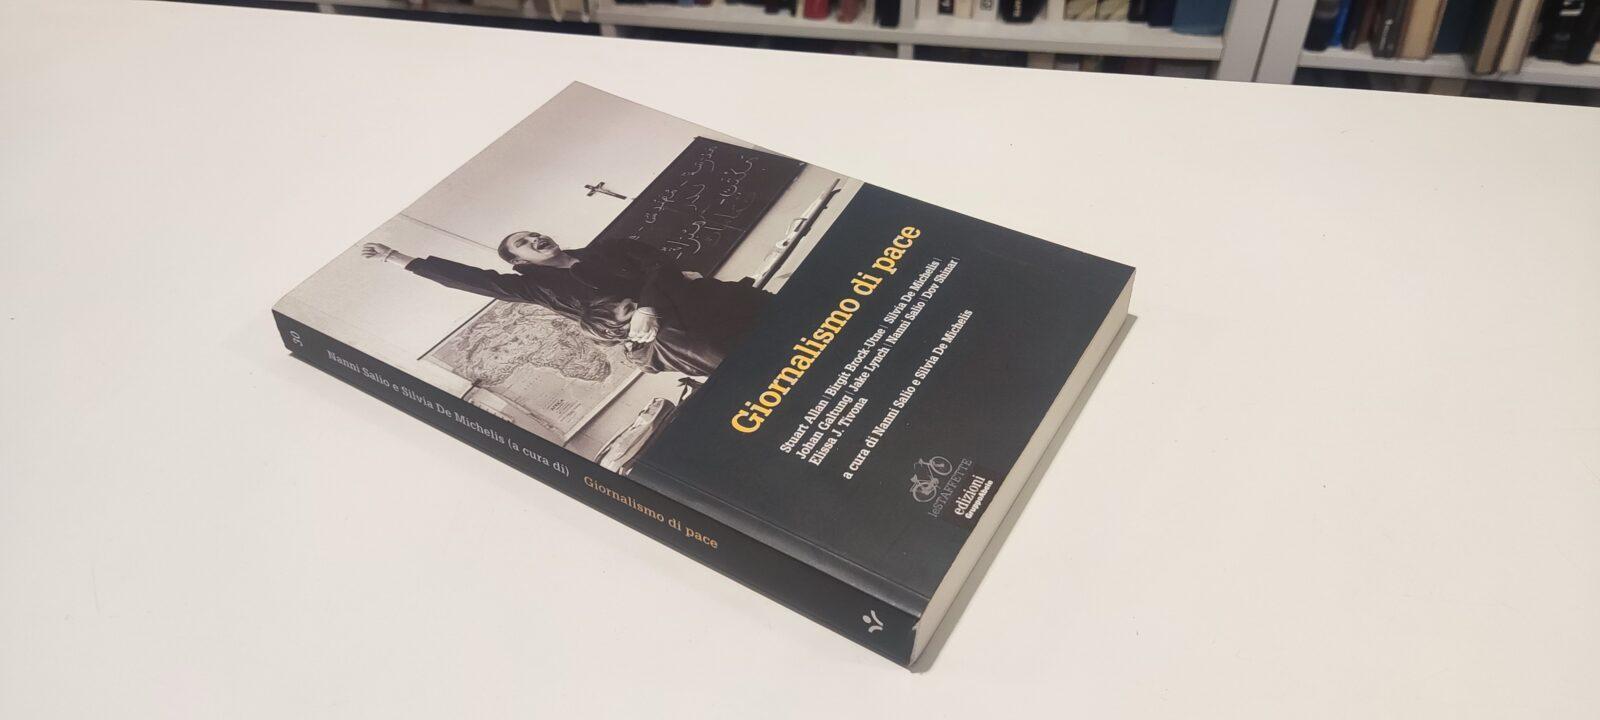 Giornalismo di pace
Stuart Allan | Birgit Brock-Utne | Silvia De Michelis |
Johan Galtung | Jake Lynch | Nanni Salio | Dov Shinar |
Elissa J. Tivona
a cura di Nanni Salio e Silvia De Michelis
leSTAFFETTE
edizioni
GruppoAbele
30
Nanni Salio e Silvia De Michelis (a cura di) Giornalismo di pace